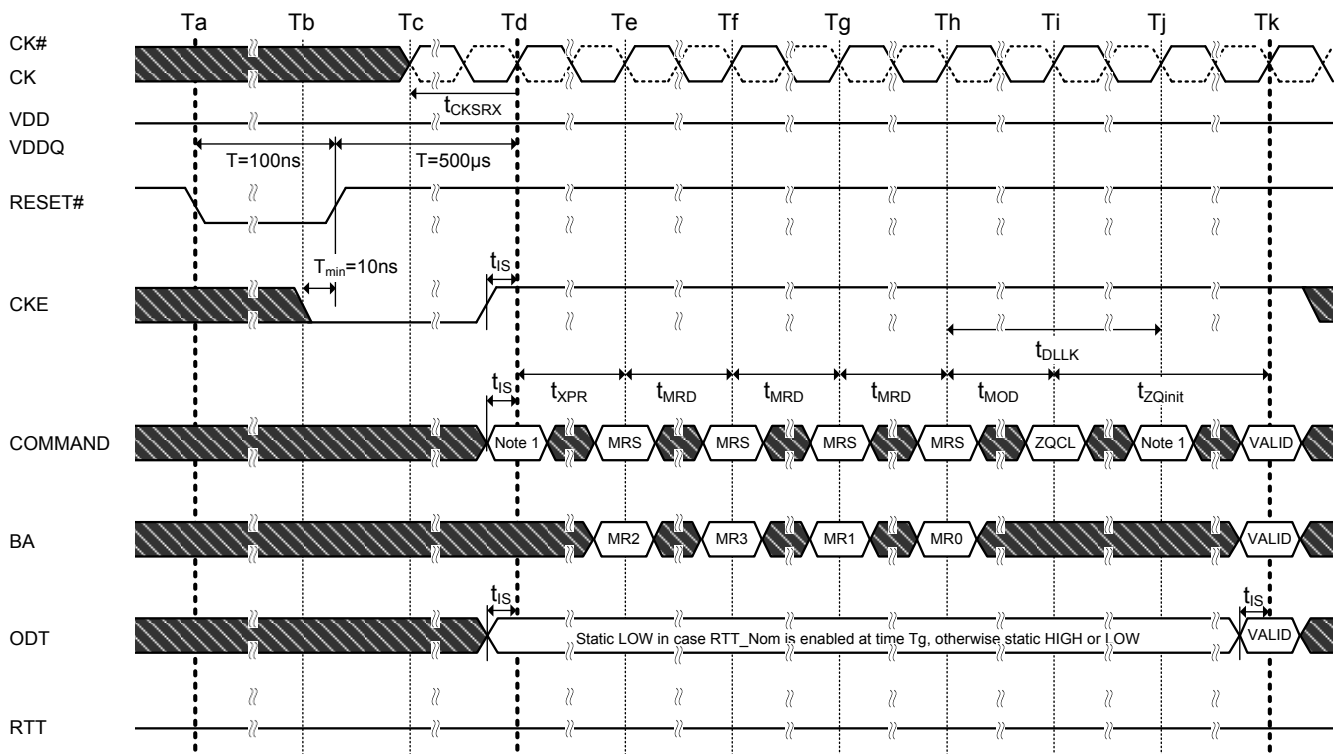 Ta Tb Tc Td Te Tf Tg Th Ti Tj Tk
CK#
CK
tCKSRX
VDD
VDDQ
T=100ns T=500µs
RESET#
Tmin=10ns tIS
CKE
tDLLK
tIS tXPR tMRD tMRD tMRD tMOD tZQinit
COMMAND Note 1 MRS MRS MRS MRS ZQCL Note 1 VALID
BA MR2 MR3 MR1 MR0 VALID
tIS tIS
ODT Static LOW in case RTT_Nom is enabled at time Tg, otherwise static HIGH or LOW VALID
RTT